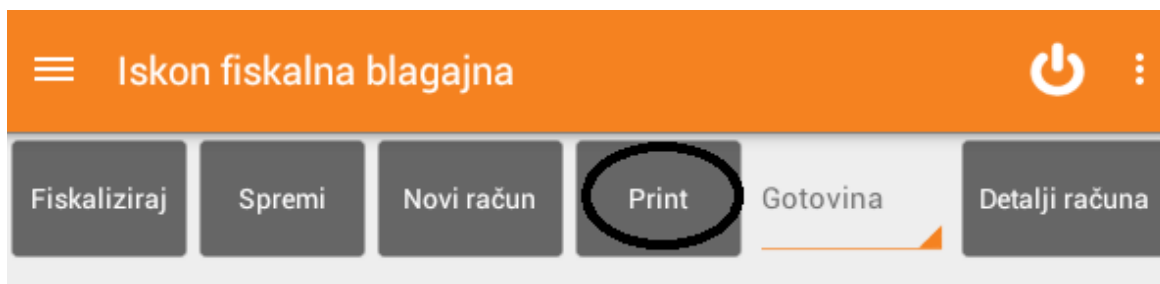 Iskon fiskalna blagajna
Fiskaliziraj Spremi Novi račun Print Gotovina Detalji računa